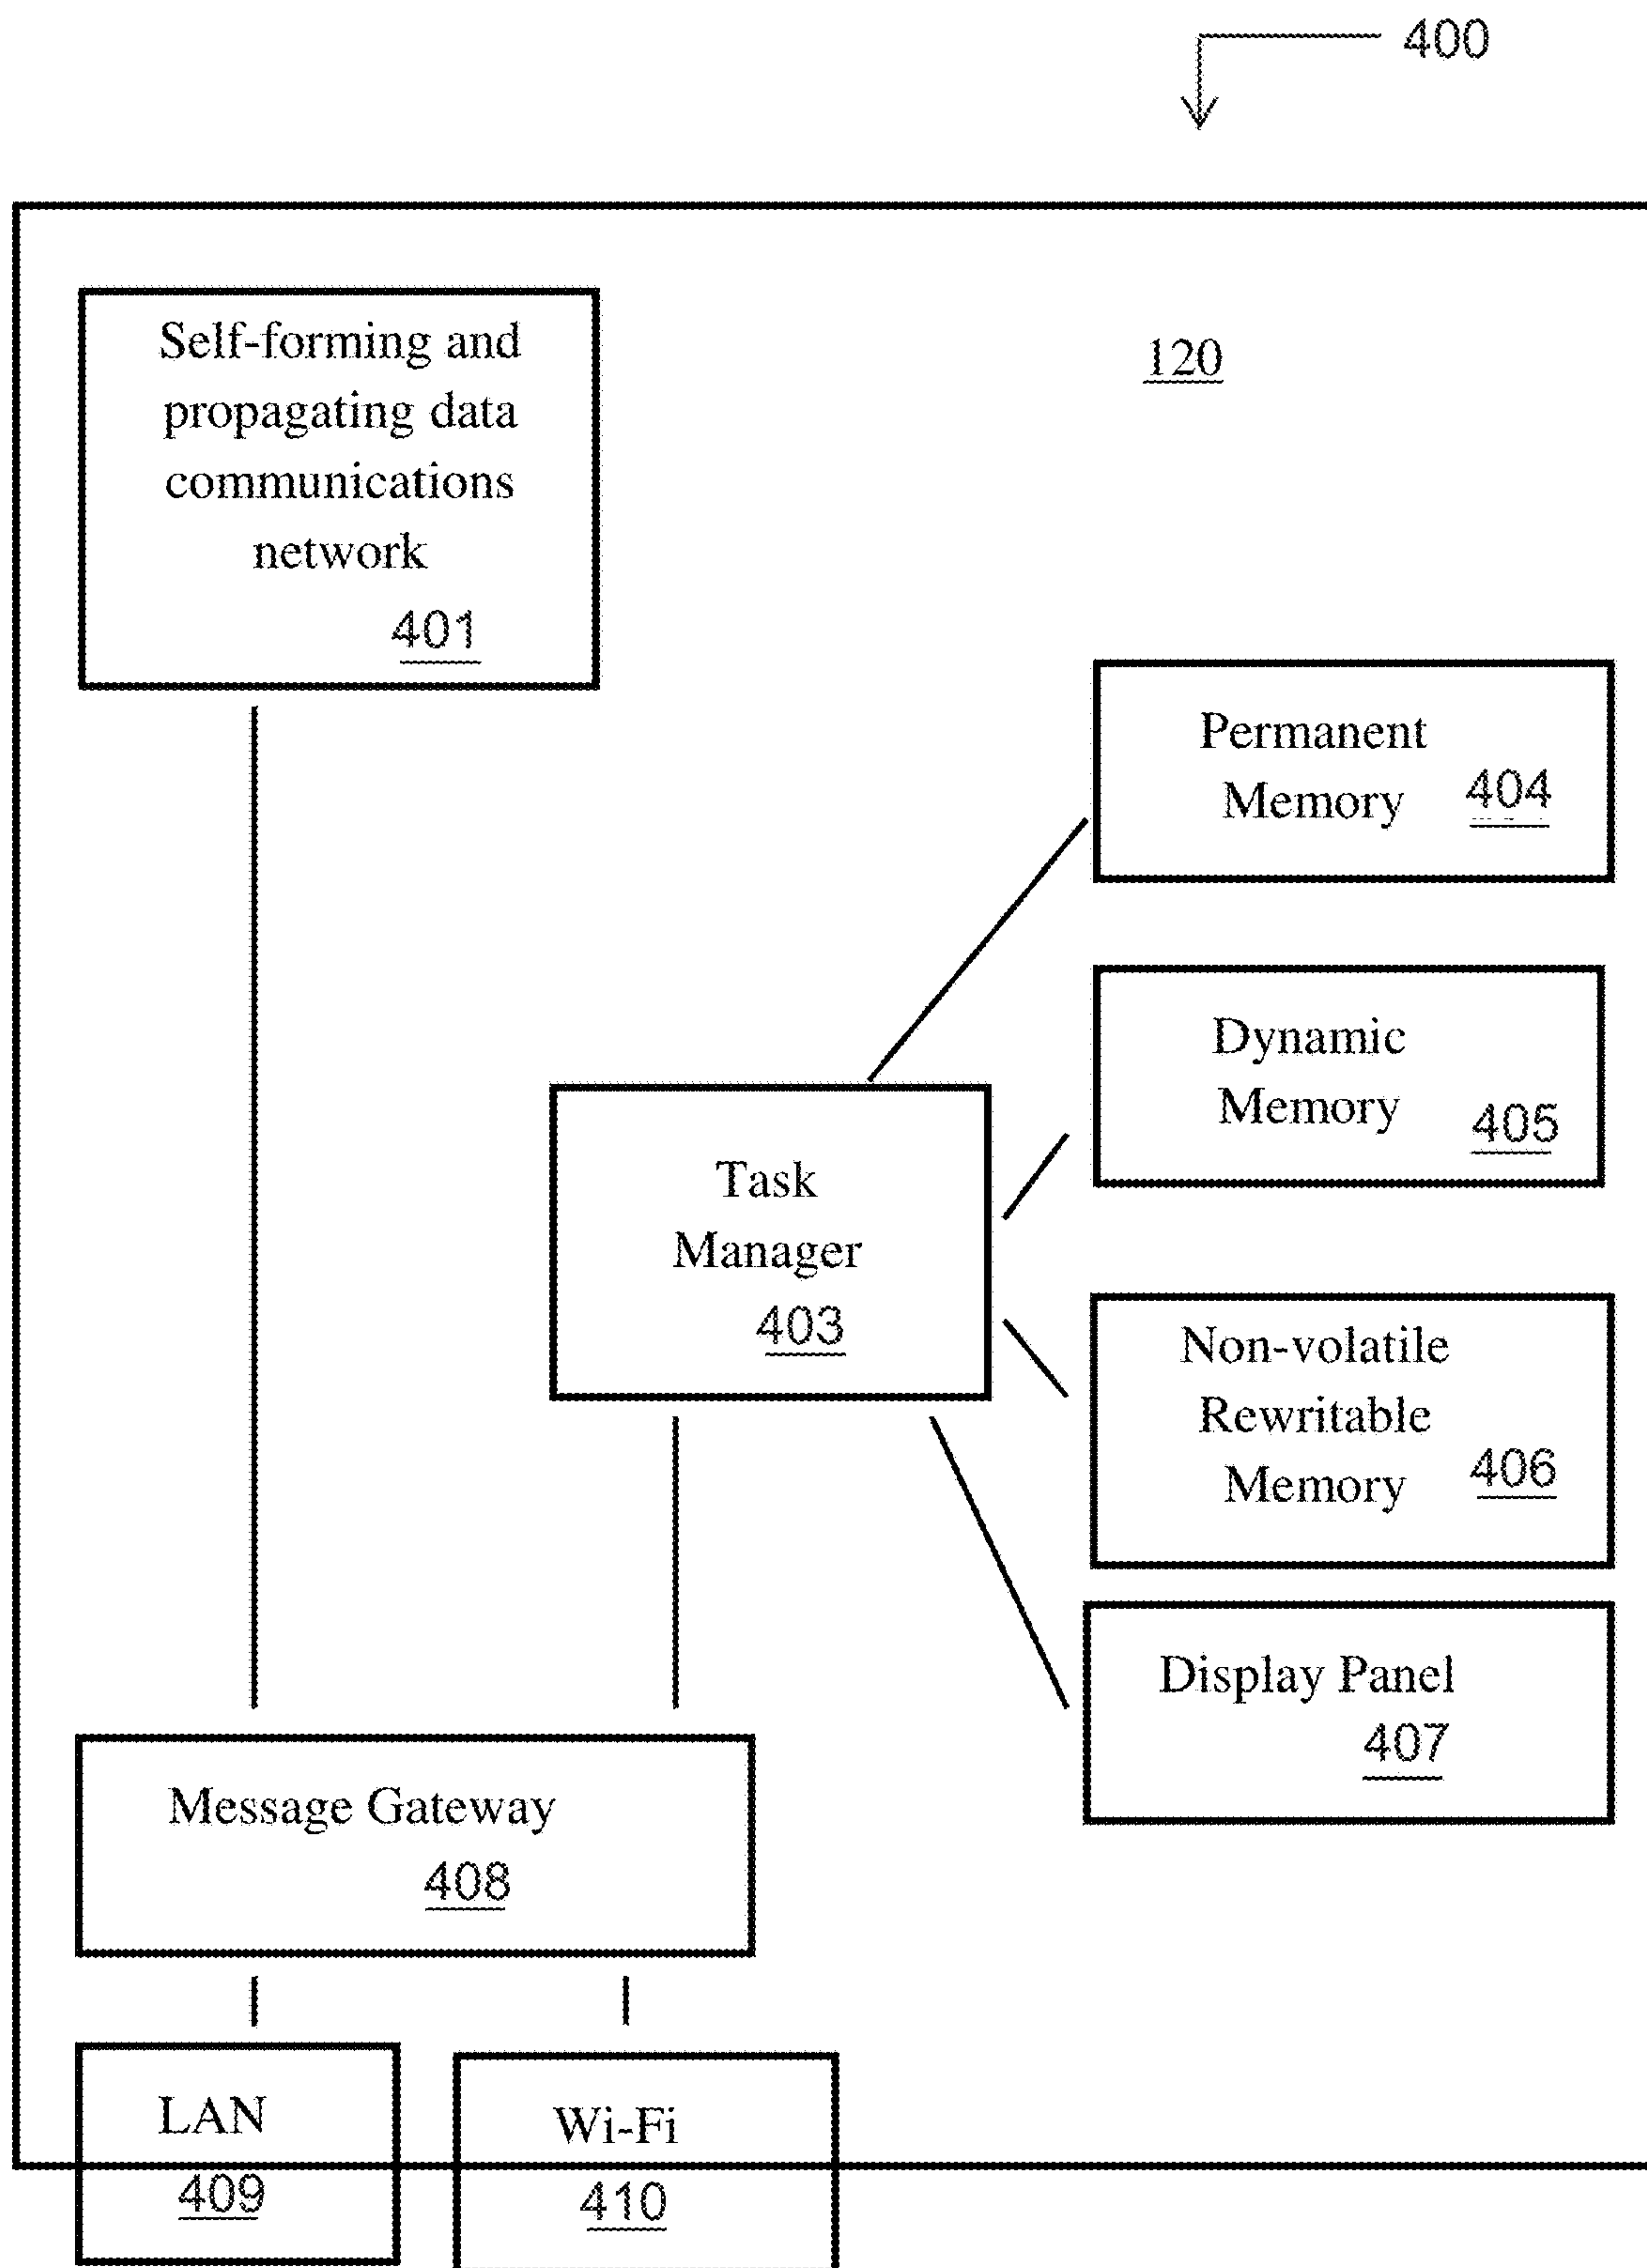 400
Self-forming and
propagating data
communications
network
401
120
Permanent
Memory 404
Dynamic
Memory 405
Task
Manager
403
Non-volatile
Rewritable
Memory 406
Display Panel
407
Message Gateway
408
LAN
409
Wi-Fi
410